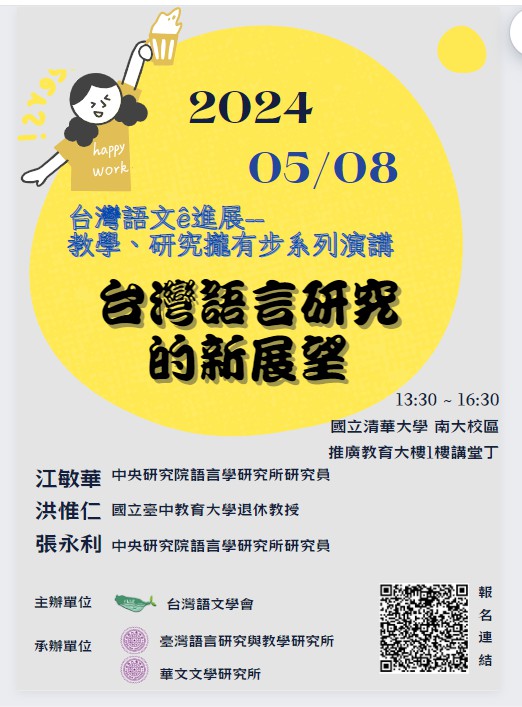 2024
05/08
happy
work
台灣語文ê進展—
教學、研究攏有步系列演講
台灣語言研究
的新展望
13:30 ~ 16:30
國立清華大學 南大校區
推廣教育大樓1樓講堂丁
江敏華 中央研究院語言學研究所研究員
洪惟仁 國立臺中教育大學退休教授
張永利 中央研究院語言學研究所研究員
主辦單位 台灣語文學會
承辦單位 臺灣語言研究與教學研究所
華文文學研究所
報名連結